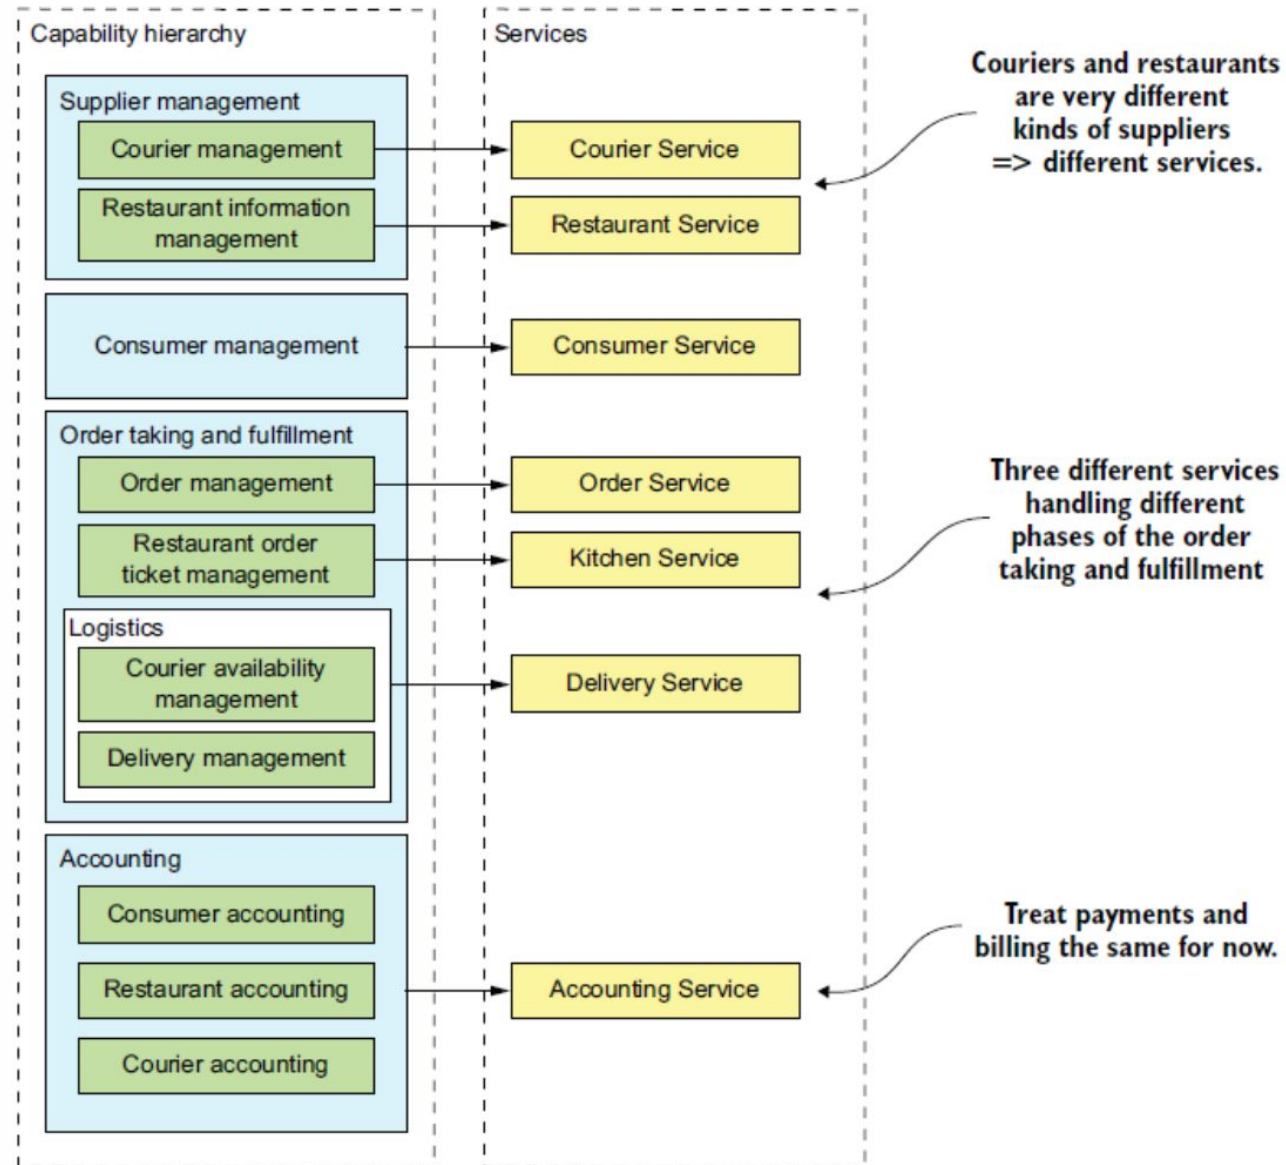 Capability hierarchy
Services
Supplier management
Courier management
Courier Service
Restaurant information
management
Restaurant Service
Couriers and restaurants
are very different
kinds of suppliers
=> different services.
Consumer management
Consumer Service
Order taking and fulfillment
Order management
Order Service
Restaurant order
ticket management
Kitchen Service
Three different services
handling different
phases of the order
taking and fulfillment
Logistics
Courier availability
management
Delivery management
Delivery Service
Accounting
Consumer accounting
Restaurant accounting
Courier accounting
Accounting Service
Treat payments and
billing the same for now.